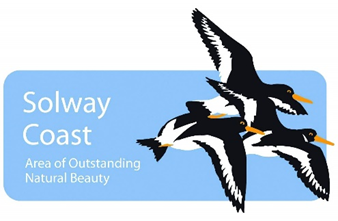 Solway
Coast
Area of Outstanding
Natural Beauty